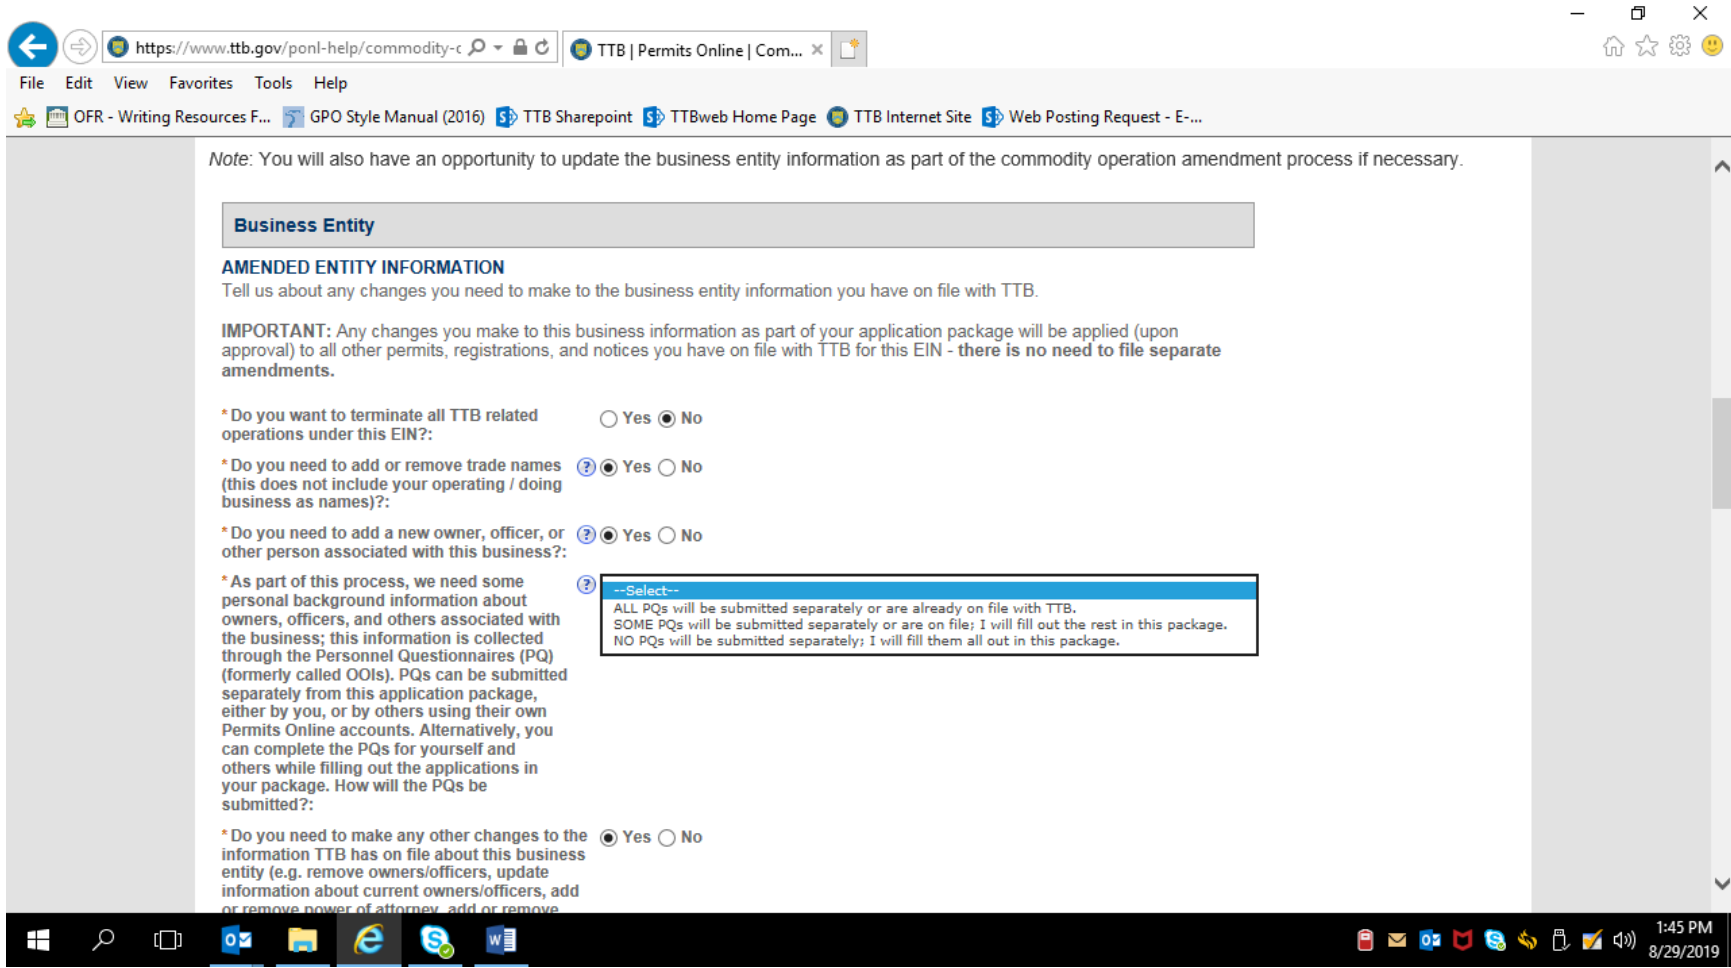 https://www.ttb.gov/ponl-help/commodity-c
TTB | Permits Online | Com...
File Edit View Favorites Tools Help
OFR - Writing Resources F... GPO Style Manual (2016) TTB Sharepoint TTBweb Home Page TTB Internet Site Web Posting Request - E-...
Note: You will also have an opportunity to update the business entity information as part of the commodity operation amendment process if necessary.
Business Entity
AMENDED ENTITY INFORMATION
Tell us about any changes you need to make to the business entity information you have on file with TTB.
IMPORTANT: Any changes you make to this business information as part of your application package will be applied (upon
approval) to all other permits, registrations, and notices you have on file with TTB for this EIN - there is no need to file separate
amendments.
* Do you want to terminate all TTB related
operations under this EIN?:
Yes No
* Do you need to add or remove trade names
(this does not include your operating / doing
business as names)?:
? Yes No
* Do you need to add a new owner, officer, or
other person associated with this business?:
? Yes No
* As part of this process, we need some
personal background information about
owners, officers, and others associated with
the business; this information is collected
through the Personnel Questionnaires (PQ)
(formerly called OOIs). PQs can be submitted
separately from this application package,
either by you, or by others using their own
Permits Online accounts. Alternatively, you
can complete the PQs for yourself and
others while filling out the applications in
your package. How will the PQs be
submitted?:
?
--Select--
ALL PQs will be submitted separately or are already on file with TTB.
SOME PQs will be submitted separately or are on file; I will fill out the rest in this package.
NO PQs will be submitted separately; I will fill them all out in this package.
* Do you need to make any other changes to the
information TTB has on file about this business
entity (e.g. remove owners/officers, update
information about current owners/officers, add
or remove power of attorney, add or remove
Yes No
1:45 PM
8/29/2019